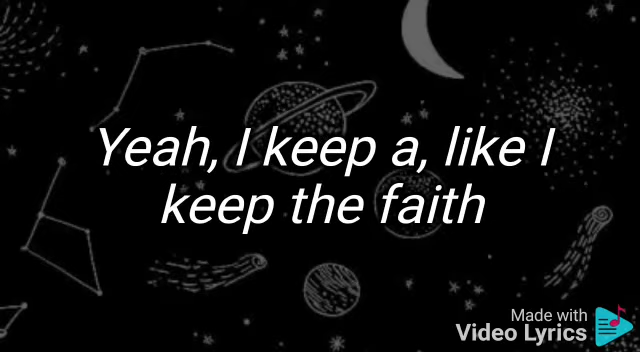 Yeah, I keep a, like I
keep the faith
Made with
Video Lyrics